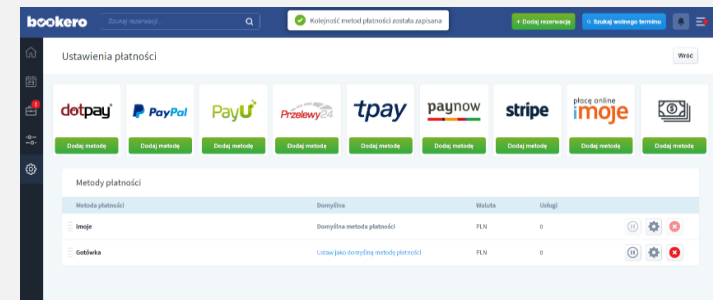 bookero
Szukaj rezerwacji...
Kolejność metod płatności została zapisana
+ Dodaj rezerwację
Szukaj wolnego terminu
Ustawienia płatności
Wróć
dotpay PayPal PayU Przelewy24 tpay paynow stripe płacę online imoje
Dodaj metodę Dodaj metodę Dodaj metodę Dodaj metodę Dodaj metodę Dodaj metodę Dodaj metodę Dodaj metodę Dodaj metodę
Metody płatności
Metoda płatności Domyślna Waluta Usługi
imoje Domyślna metoda płatności PLN 0
Gotówka Ustaw jako domyślną metodę płatności PLN 0